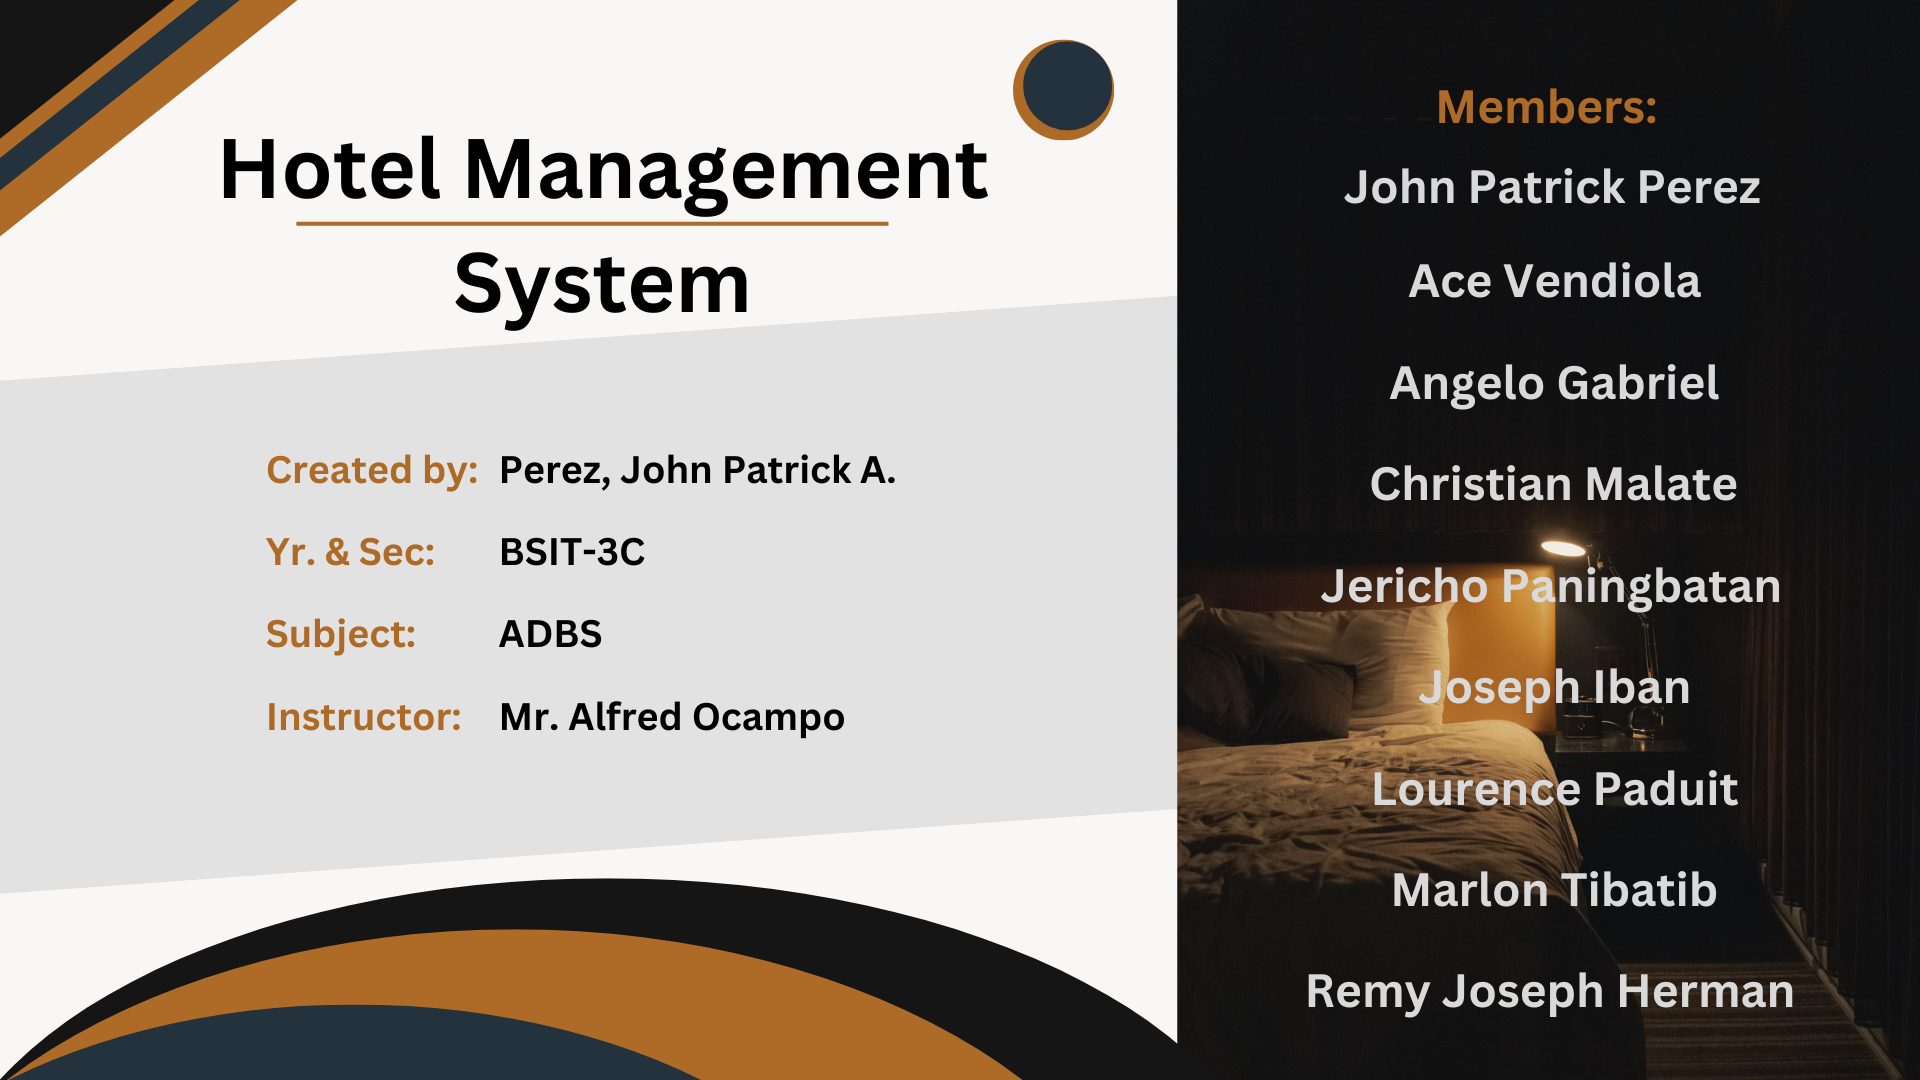 Hotel Management
System
Created by: Perez, John Patrick A.
Yr. & Sec: BSIT-3C
Subject: ADBS
Instructor: Mr. Alfred Ocampo
Members:
John Patrick Perez
Ace Vendiola
Angelo Gabriel
Christian Malate
Jericho Paningbatan
Joseph Iban
Lourence Paduit
Marlon Tibatib
Remy Joseph Herman